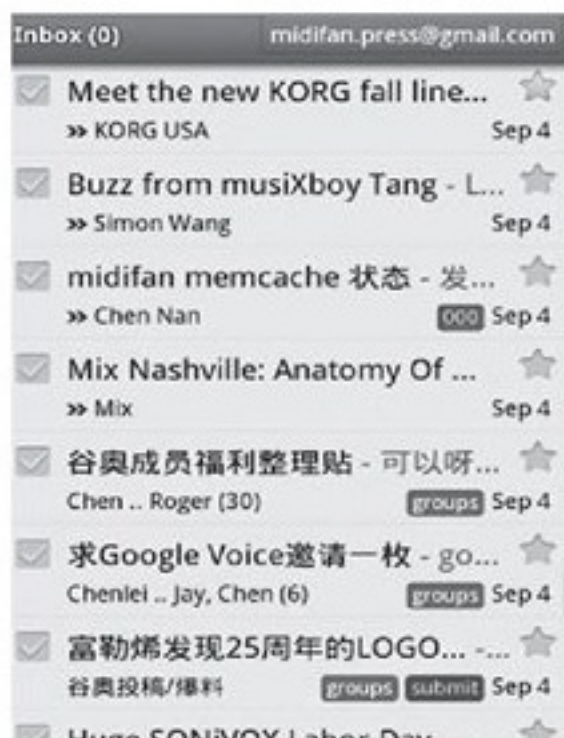 Inbox (0) midifan.press@gmail.com
Meet the new KORG fall line...
» KORG USA Sep 4
Buzz from musiXboy Tang - L...
» Simon Wang Sep 4
midifan memcache 状态 - 发...
» Chen Nan 000 Sep 4
Mix Nashville: Anatomy Of ...
» Mix Sep 4
谷奥成员福利整理贴 - 可以呀...
Chen .. Roger (30) groups Sep 4
求Google Voice邀请一枚 - go...
Chenlei .. Jay, Chen (6) groups Sep 4
富勒烯发现25周年的LOGO... -...
谷奥投稿/爆料 groups submit Sep 4
Huge SONiVOX Labor Day